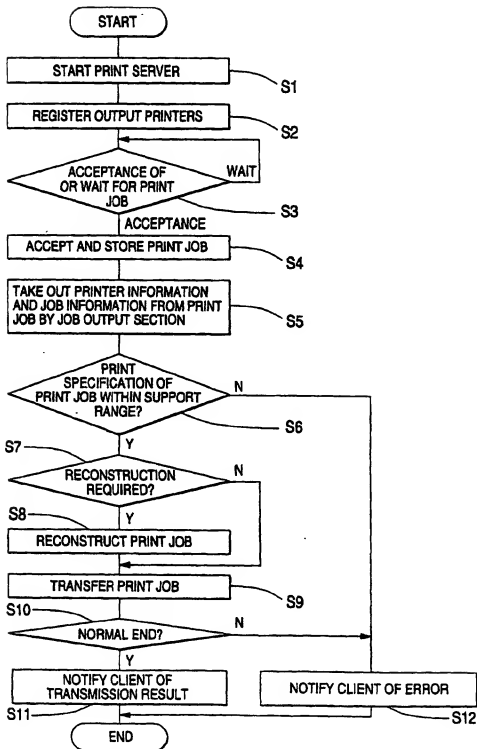 START
START PRINT SERVER
S1
REGISTER OUTPUT PRINTERS
S2
ACCEPTANCE OF
OR WAIT FOR PRINT
JOB
WAIT
S3
ACCEPTANCE
ACCEPT AND STORE PRINT JOB
S4
TAKE OUT PRINTER INFORMATION
AND JOB INFORMATION FROM PRINT
JOB BY JOB OUTPUT SECTION
S5
PRINT
SPECIFICATION OF
PRINT JOB WITHIN SUPPORT
RANGE?
N
S6
Y
S7
RECONSTRUCTION
REQUIRED?
N
S8
Y
RECONSTRUCT PRINT JOB
TRANSFER PRINT JOB
S9
S10
NORMAL END?
N
Y
NOTIFY CLIENT OF
TRANSMISSION RESULT
S11
NOTIFY CLIENT OF ERROR
S12
END